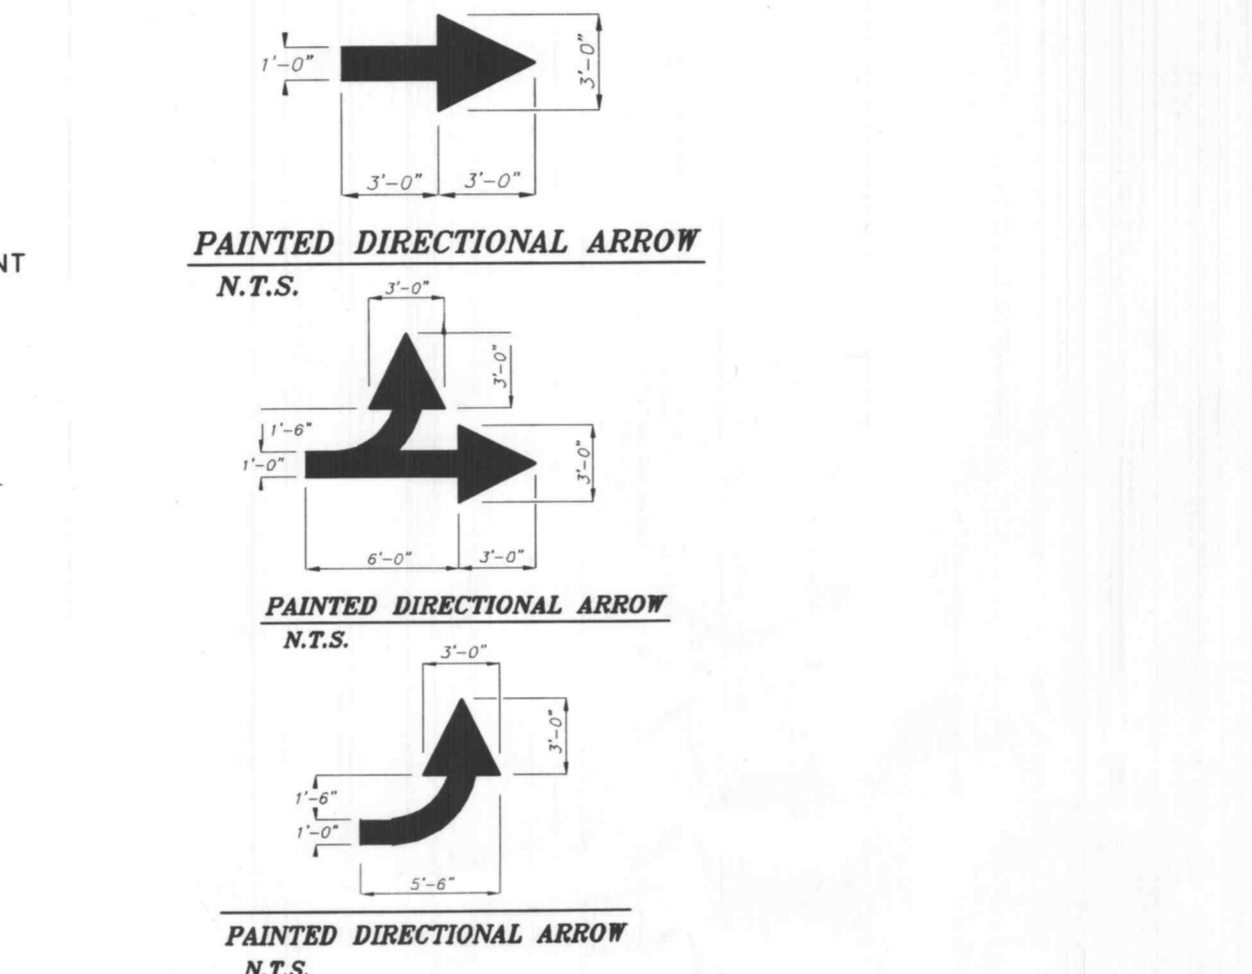 1'-0"
3'-0"
3'-0" 3'-0"
PAINTED DIRECTIONAL ARROW
NT
N.T.S.
3'-0"
3'-0"
1'-6"
1'-0"
3'-0"
6'-0" 3'-0"
PAINTED DIRECTIONAL ARROW
N.T.S.
3'-0"
3'-0"
1'-6"
1'-0"
5'-6"
PAINTED DIRECTIONAL ARROW
N.T.S.